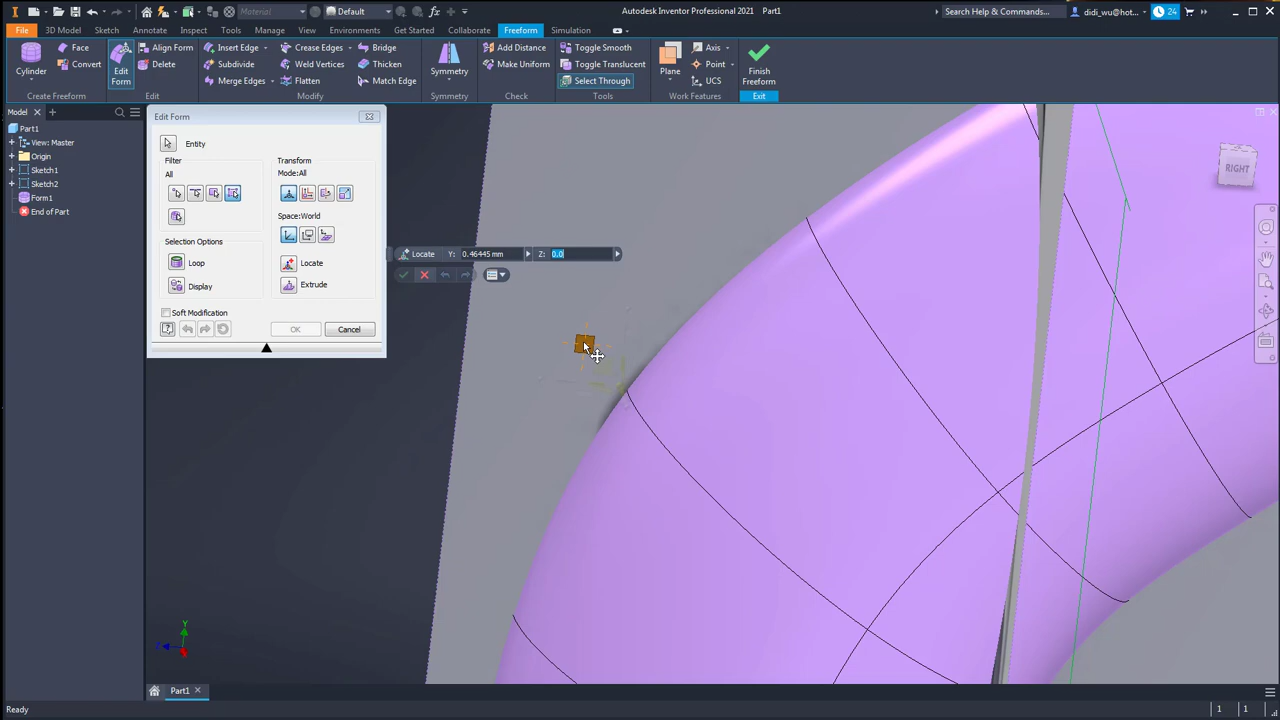 Material
Default
Autodesk Inventor Professional 2021   Part1
Search Help & Commands...
didi_wu@hot...
24
File
3D Model
Sketch
Annotate
Inspect
Tools
Manage
View
Environments
Get Started
Collaborate
Freeform
Simulation
Face
Align Form
Insert Edge
Crease Edges
Bridge
Add Distance
Toggle Smooth
Axis
Convert
Delete
Subdivide
Weld Vertices
Thicken
Make Uniform
Toggle Translucent
Point
Cylinder
Edit
Form
Merge Edges
Flatten
Match Edge
Symmetry
Select Through
Plane
UCS
Finish
Freeform
Create Freeform
Edit
Modify
Symmetry
Check
Tools
Work Features
Exit
Model
Part1
View: Master
Origin
Sketch1
Sketch2
Form1
End of Part
Edit Form
Entity
Filter
Transform
All
Mode:All
Space:World
Selection Options
Loop
Locate
Display
Extrude
Soft Modification
OK
Cancel
Locate
Y: 0.46445 mm
Z: 0.0
RIGHT
Y
Z
Part1
Ready
1
1